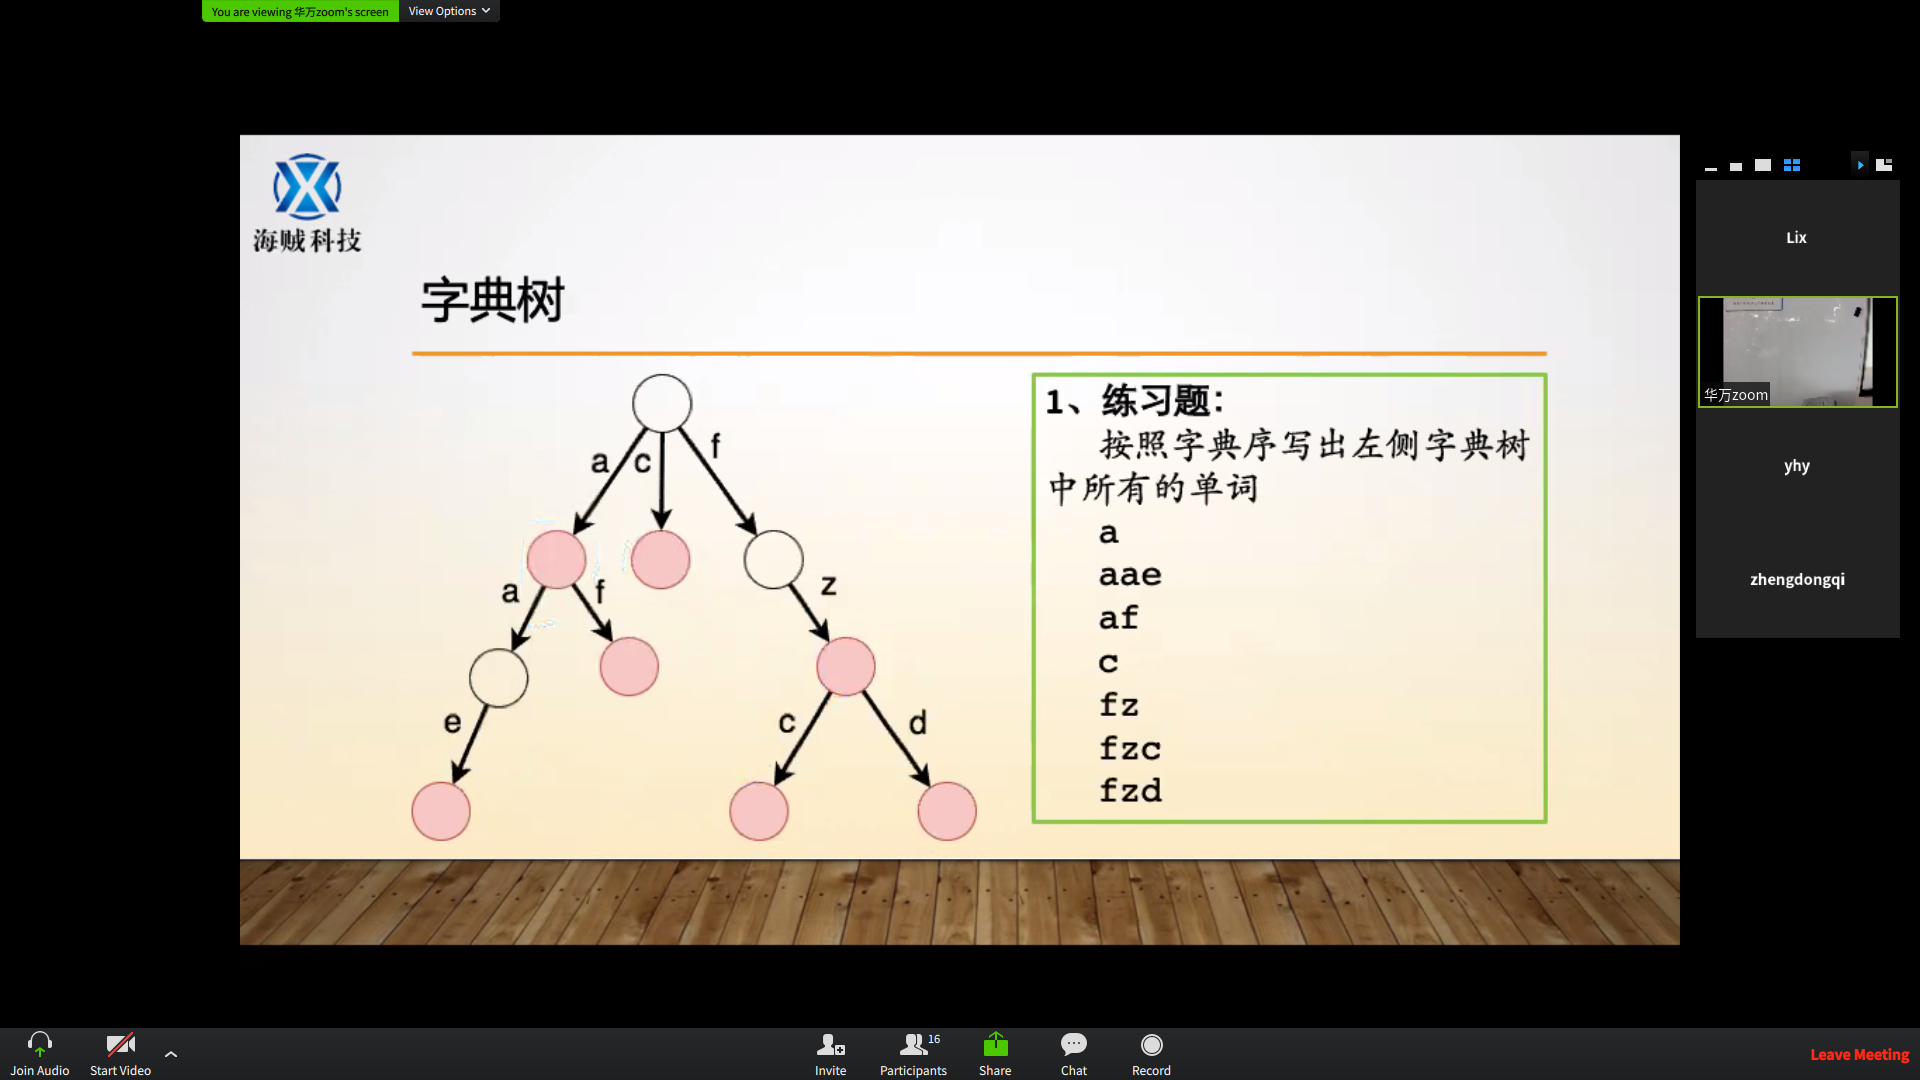 You are viewing 华万zoom's screen
View Options
海贼科技
字典树
a
c
f
a
f
z
e
c
d
1、练习题：
按照字典序写出左侧字典树
中所有的单词
a
aae
af
c
fz
fzc
fzd
Lix
华万zoom
yhy
zhengdongqi
Join Audio
Start Video
Invite
Participants
16
Share
Chat
Record
Leave Meeting